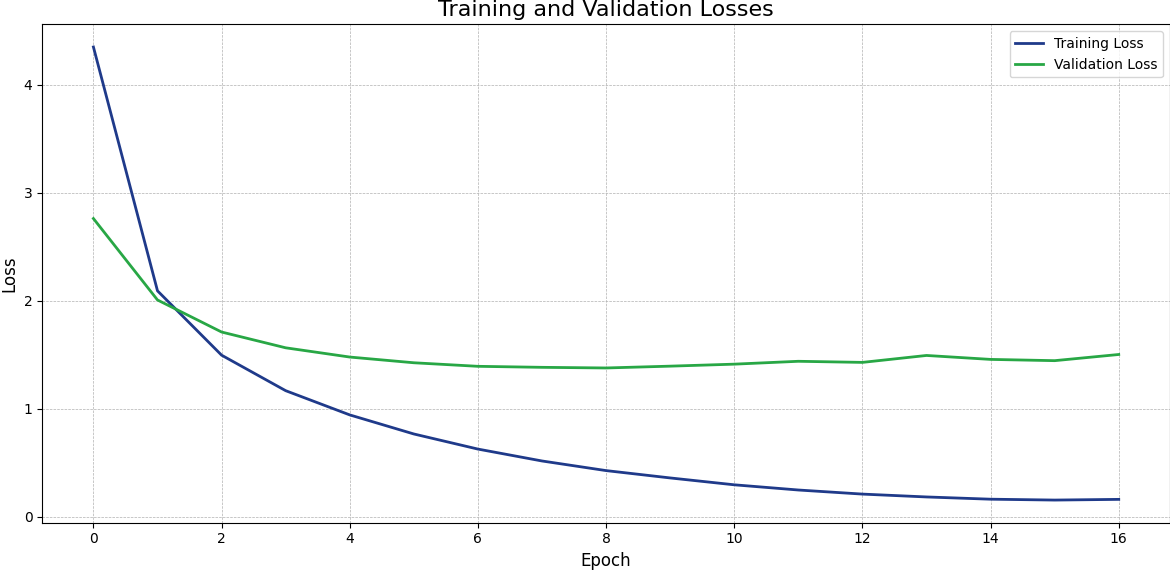 Training and Validation Losses
Training Loss
Validation Loss
4
3
2
1
0
Loss
0 2 4 6 8 10 12 14 16
Epoch